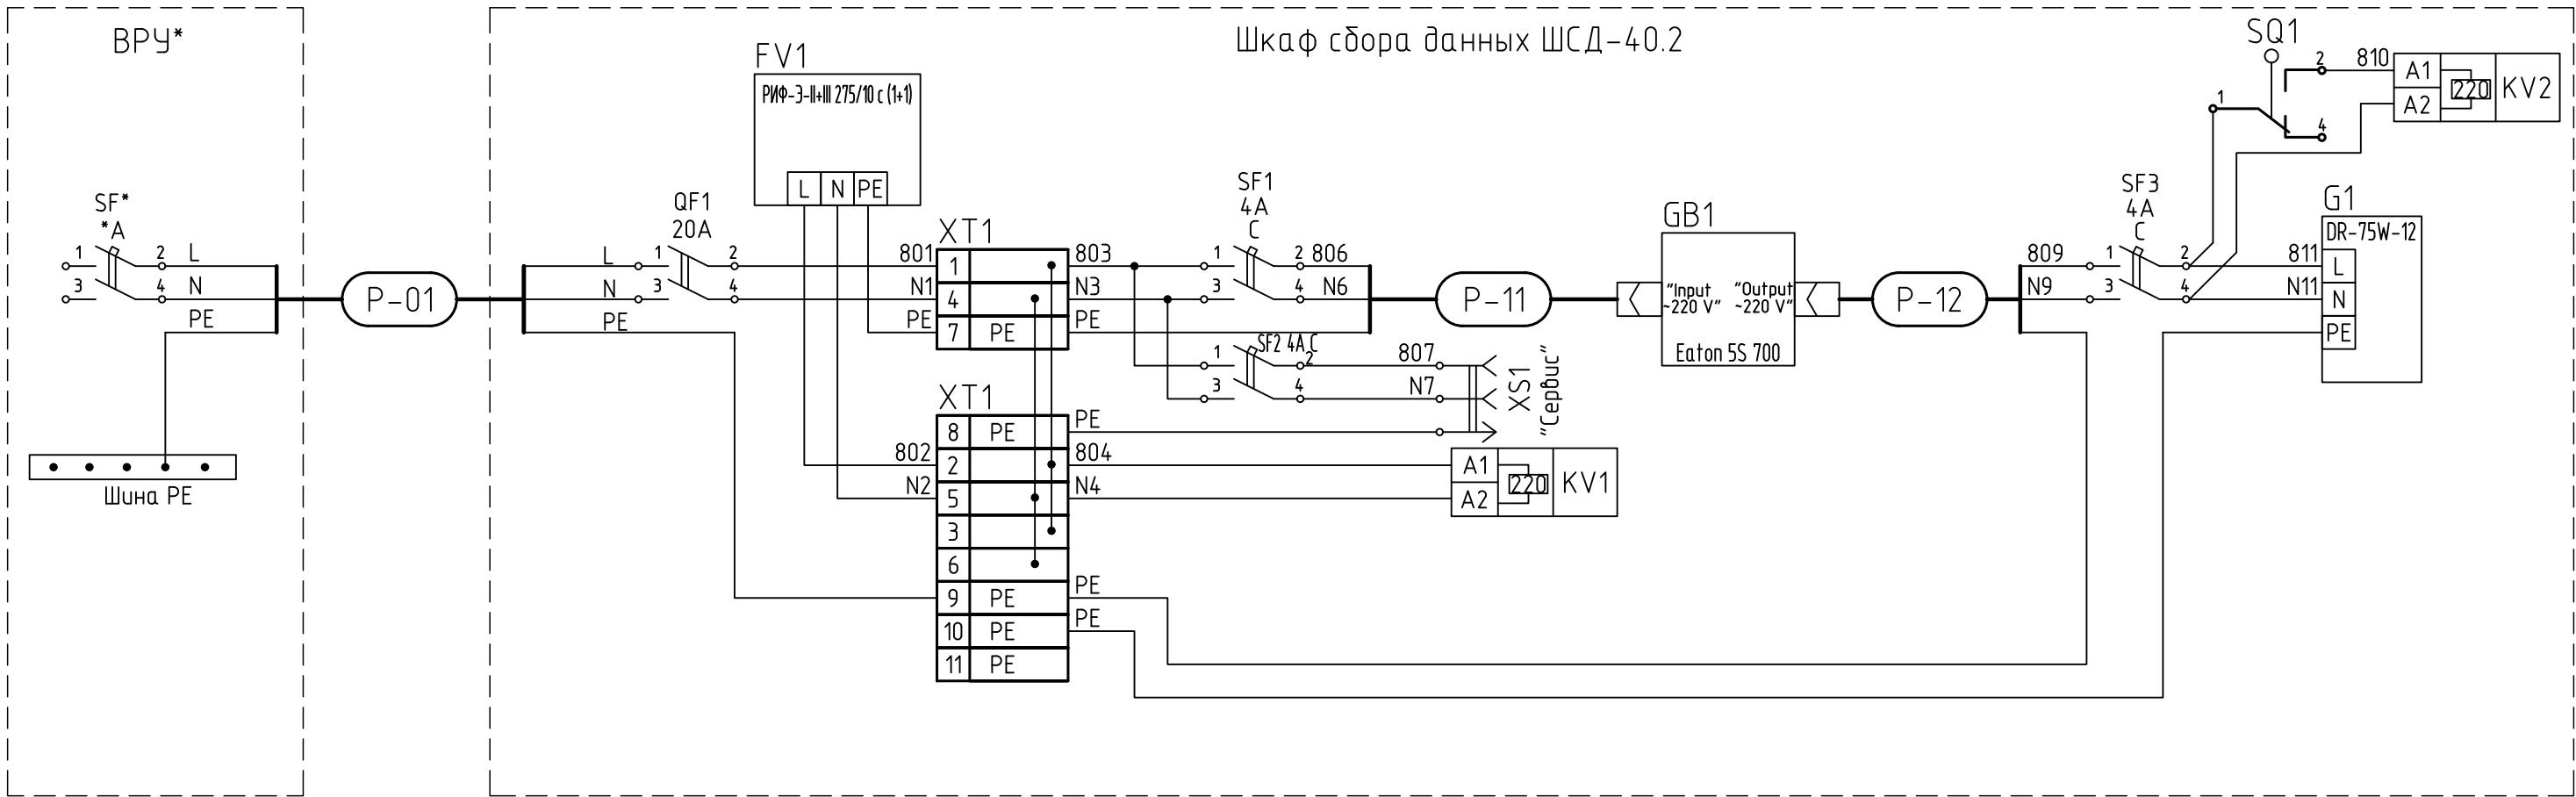 ВРУ*
SF*
*А
1
2
L
3
4
N
PE
Шина PE
P-01
Шкаф сбора данных ШСД-40.2
FV1
РИФ-Э-II+III 275/10 с (1+1)
L
N
PE
QF1
20А
L
1
2
801
N
3
4
N1
PE
PE
XT1
1
4
7
PE
803
N3
PE
SF1
4А
C
1
2
806
3
4
N6
SF2 4А C
1
2
807
3
4
N7
XS1
"Сервис"
P-11
GB1
"Input
~220 V"
"Output
~220 V"
Eaton 5S 700
P-12
809
N9
SF3
4А
C
1
2
811
3
4
N11
G1
DR-75W-12
L
N
PE
SQ1
1
2
4
810
A1
A2
220
KV2
XT1
8
PE
PE
802
2
804
N2
5
N4
3
6
9
PE
PE
10
PE
PE
11
PE
A1
A2
220
KV1